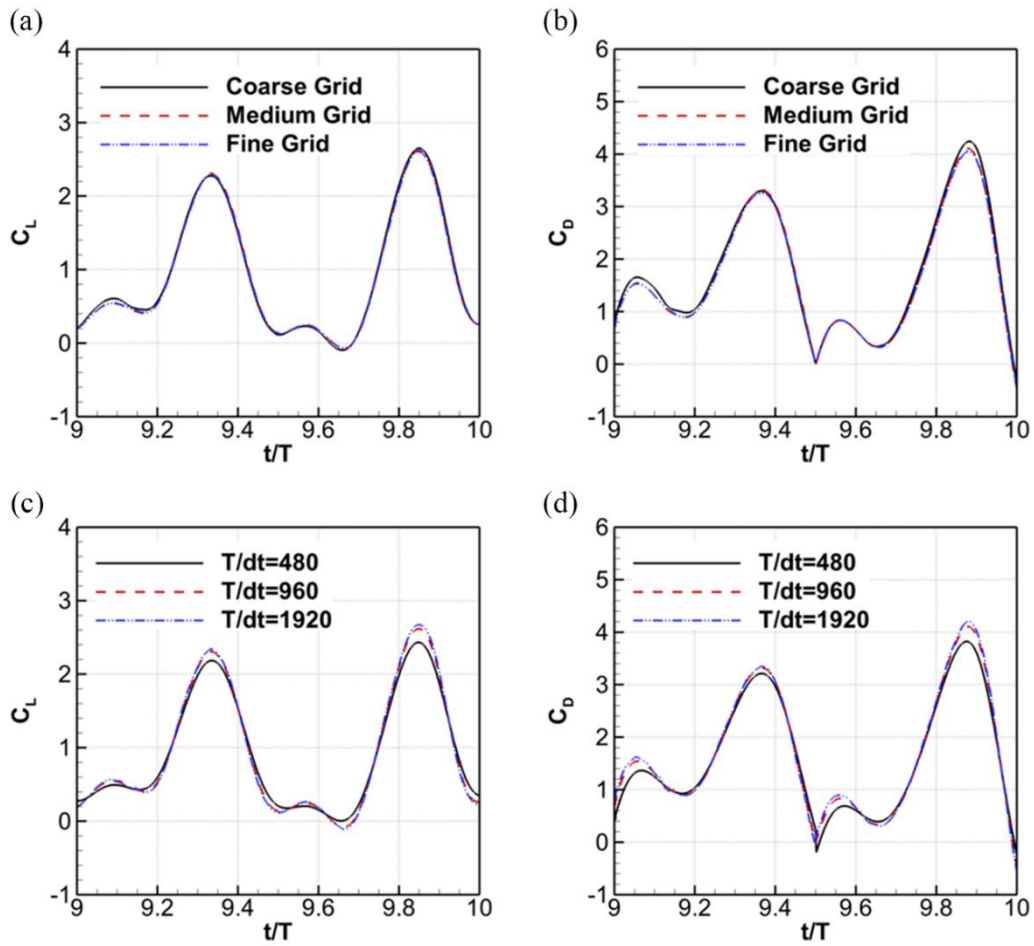 (a)
4
3
2
1
0
-1
C_L
Coarse Grid
Medium Grid
Fine Grid
9 9.2 9.4 9.6 9.8 10
t/T
(b)
6
5
4
3
2
1
0
-1
C_D
Coarse Grid
Medium Grid
Fine Grid
9 9.2 9.4 9.6 9.8 10
t/T
(c)
4
3
2
1
0
-1
C_L
T/dt=480
T/dt=960
T/dt=1920
9 9.2 9.4 9.6 9.8 10
t/T
(d)
6
5
4
3
2
1
0
-1
C_D
T/dt=480
T/dt=960
T/dt=1920
9 9.2 9.4 9.6 9.8 10
t/T